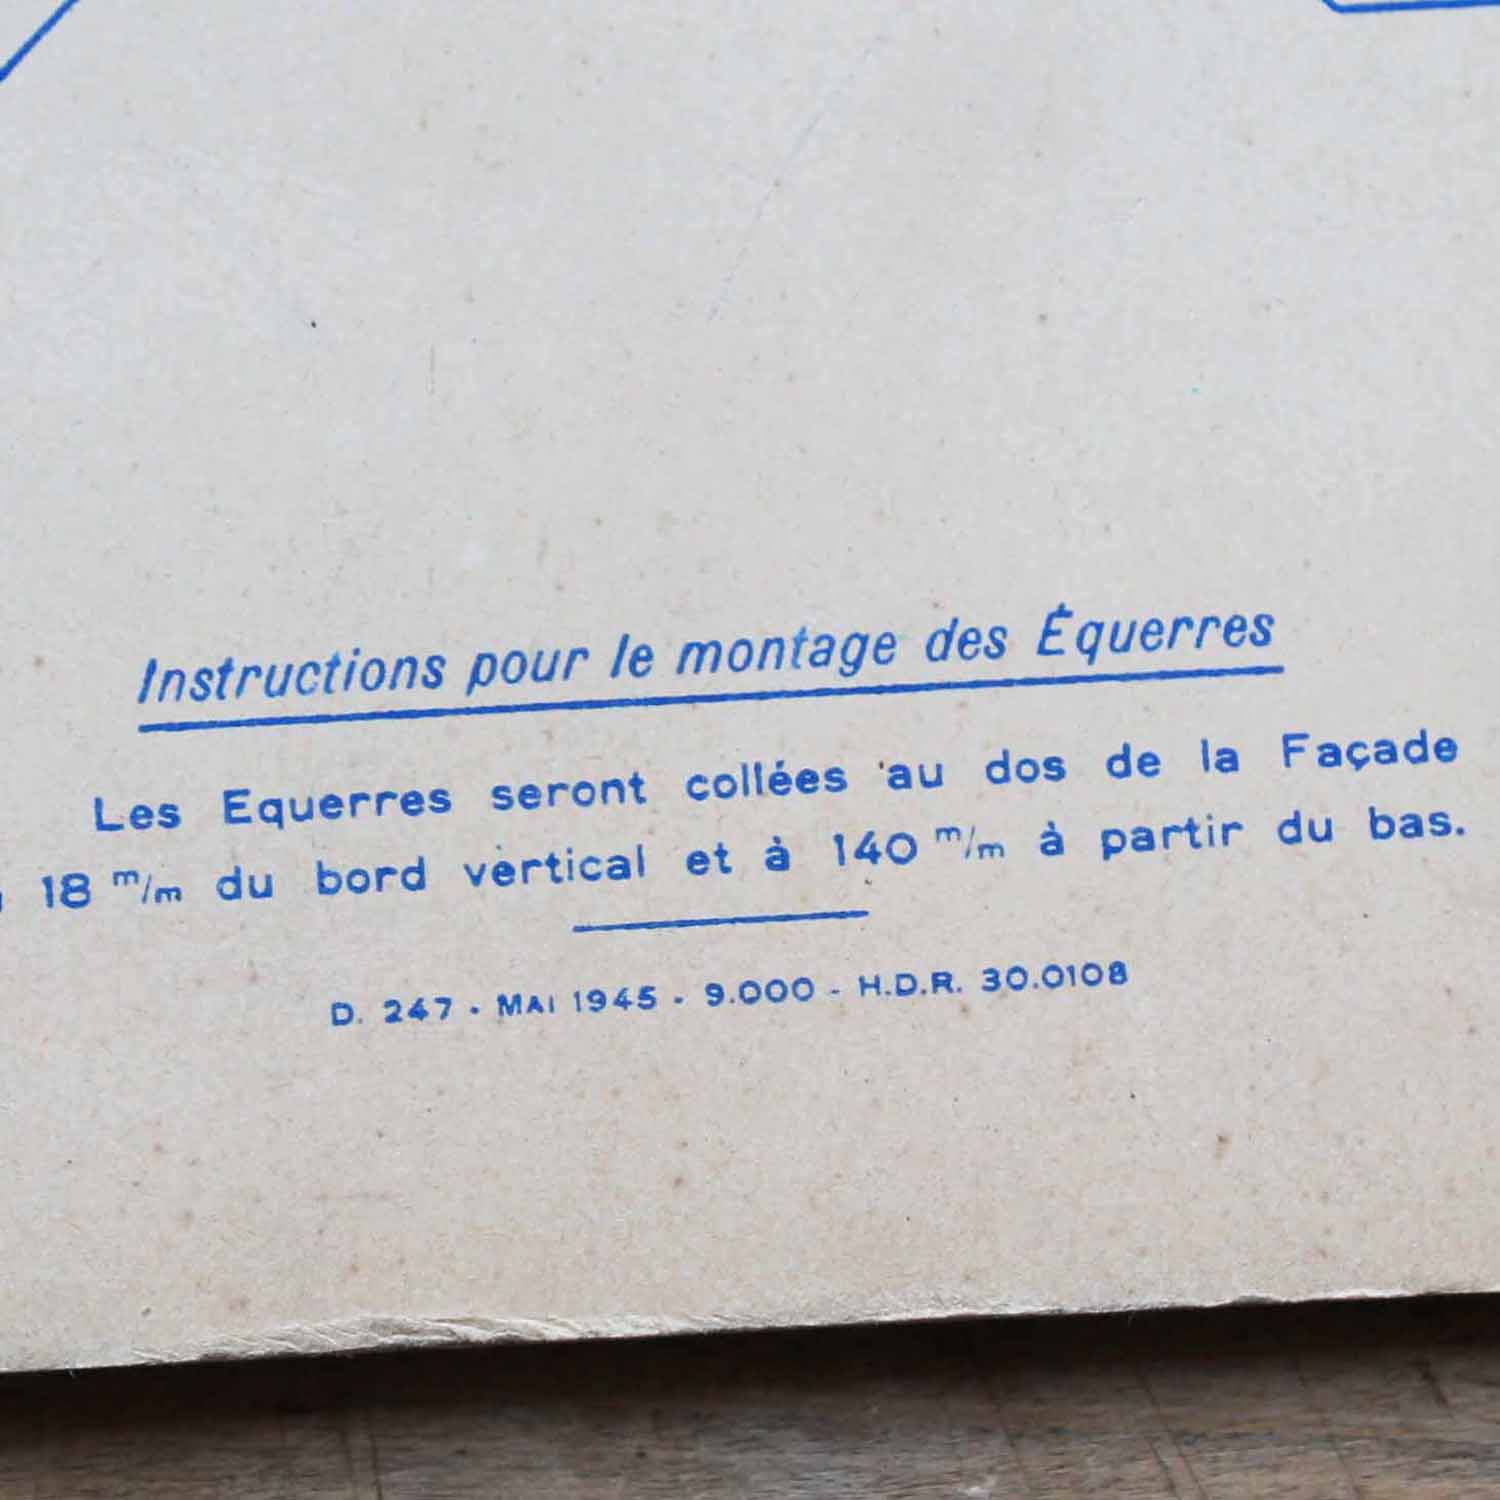 Instructions pour le montage des Équerres
Les Equerres seront collées au dos de la Façade
18 m/m du bord vertical et à 140 m/m à partir du bas.
D. 247 - MAI 1945 - 9.000 - H.D.R. 30.0108